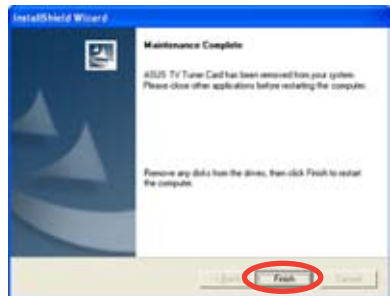 InstallShield Wizard
Maintenance Complete
ASUS TV Tuner Card has been removed from your system.
Please close other applications before restarting the computer.
Remove any disks from the drives, then click Finish to restart
the computer.
< Back
Finish
Cancel